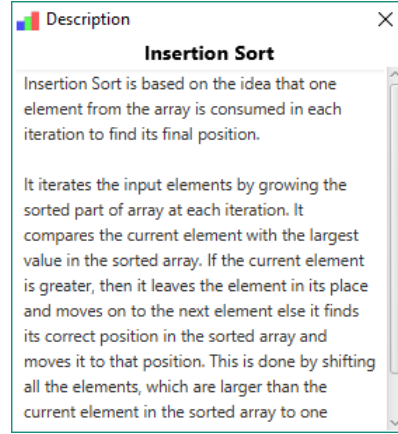 Description
Insertion Sort
Insertion Sort is based on the idea that one
element from the array is consumed in each
iteration to find its final position.
It iterates the input elements by growing the
sorted part of array at each iteration. It
compares the current element with the largest
value in the sorted array. If the current element
is greater, then it leaves the element in its place
and moves on to the next element else it finds
its correct position in the sorted array and
moves it to that position. This is done by shifting
all the elements, which are larger than the
current element in the sorted array to one